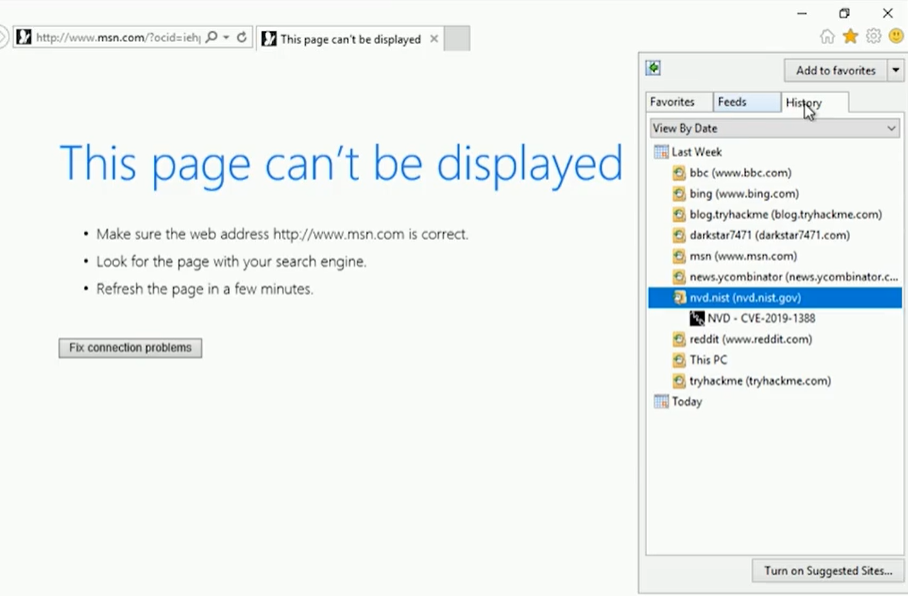 http://www.msn.com/?ocid=iehp
This page can't be displayed
Add to favorites
Favorites
Feeds
History
View By Date
This page can't be displayed
• Make sure the web address http://www.msn.com is correct.
• Look for the page with your search engine.
• Refresh the page in a few minutes.
Fix connection problems
Last Week
bbc (www.bbc.com)
bing (www.bing.com)
blog.tryhackme (blog.tryhackme.com)
darkstar7471 (darkstar7471.com)
msn (www.msn.com)
news.ycombinator (news.ycombinator.c...
nvd.nist (nvd.nist.gov)
NVD - CVE-2019-1388
reddit (www.reddit.com)
This PC
tryhackme (tryhackme.com)
Today
Turn on Suggested Sites...